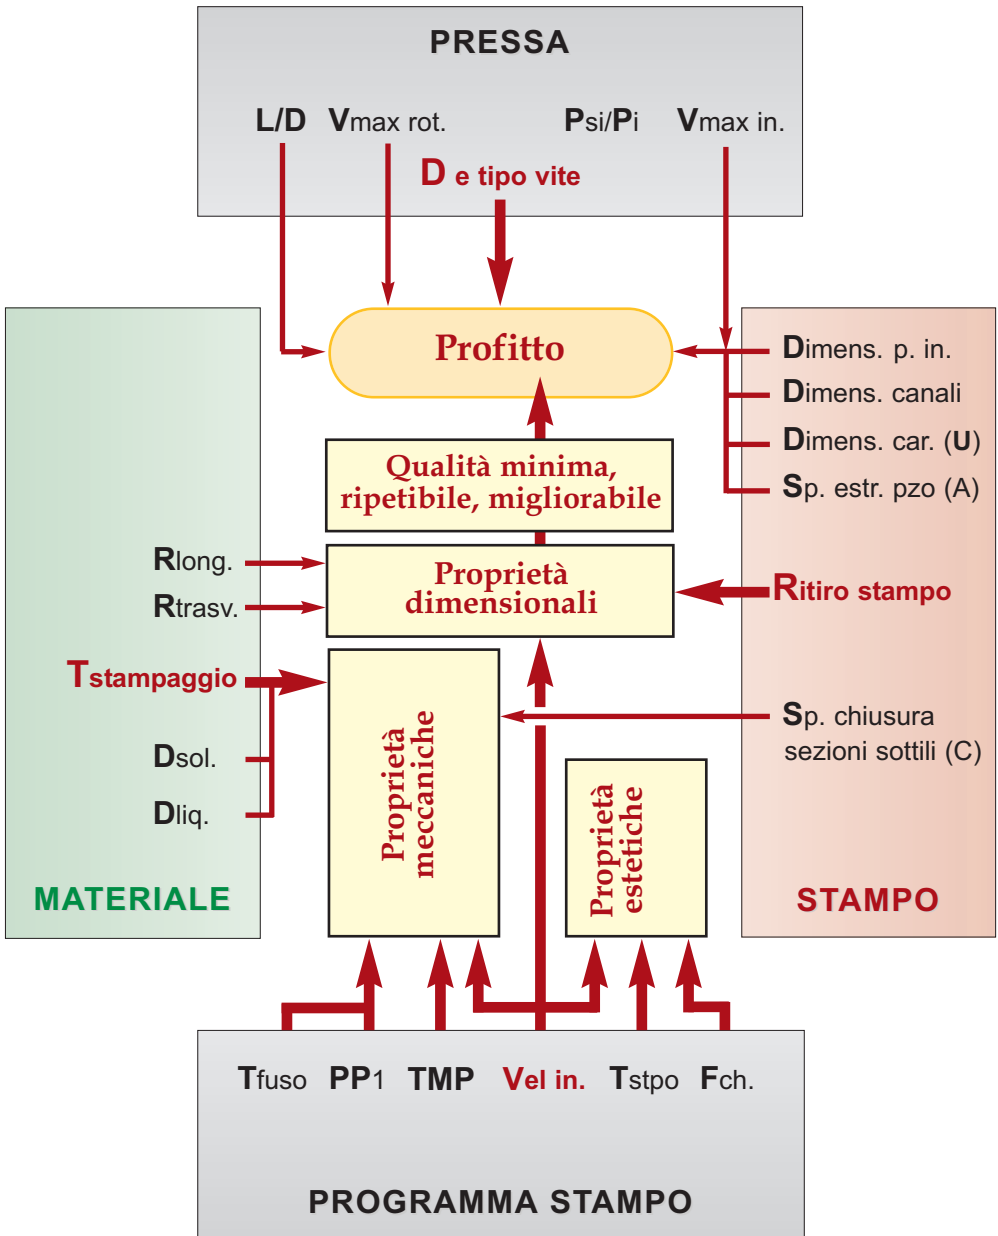 PRESSA
L/D Vmax rot. Psi/Pi Vmax in.
D e tipo vite
Profitto
Dimens. p. in.
Dimens. canali
Dimens. car. (U)
Sp. estr. pzo (A)
Qualità minima,
ripetibile, migliorabile
Rlong.
Rtrasv.
Proprietà
dimensionali
Ritiro stampo
Tstampaggio
Dsol.
Dliq.
MATERIALE
Proprietà
meccaniche
Proprietà
estetiche
Sp. chiusura
sezioni sottili (C)
STAMPO
Tfuso PP1 TMP Vel in. Tstpo Fch.
PROGRAMMA STAMPO